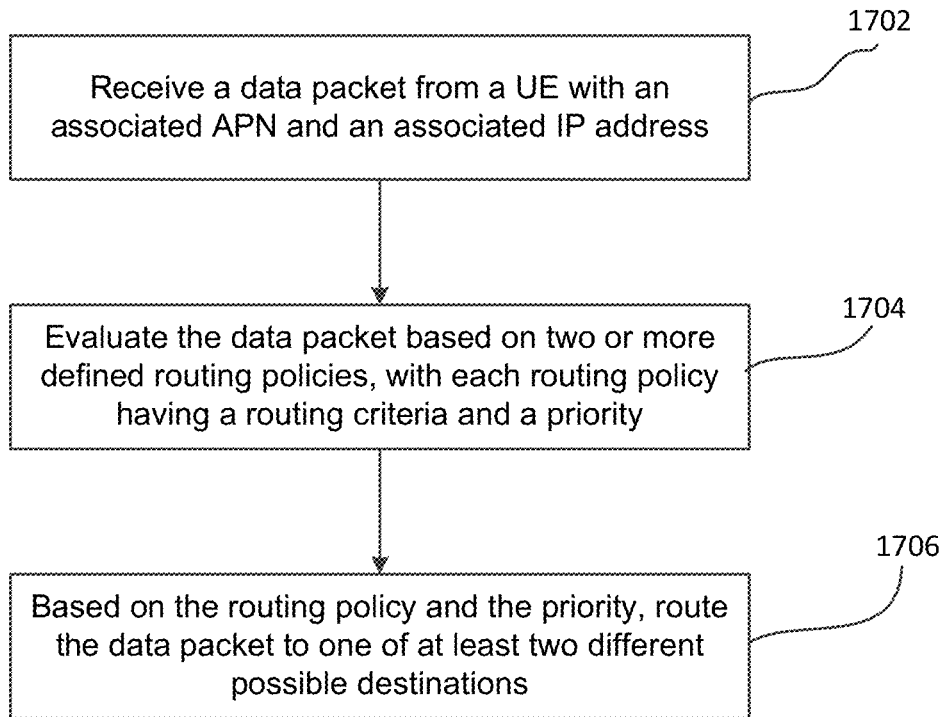 1702
Receive a data packet from a UE with an
associated APN and an associated IP address
1704
Evaluate the data packet based on two or more
defined routing policies, with each routing policy
having a routing criteria and a priority
1706
Based on the routing policy and the priority, route
the data packet to one of at least two different
possible destinations